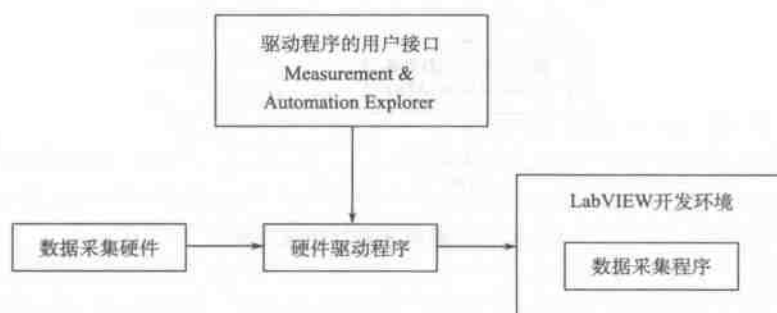 驱动程序的用户接口
Measurement &
Automation Explorer
LabVIEW开发环境
数据采集硬件
硬件驱动程序
数据采集程序